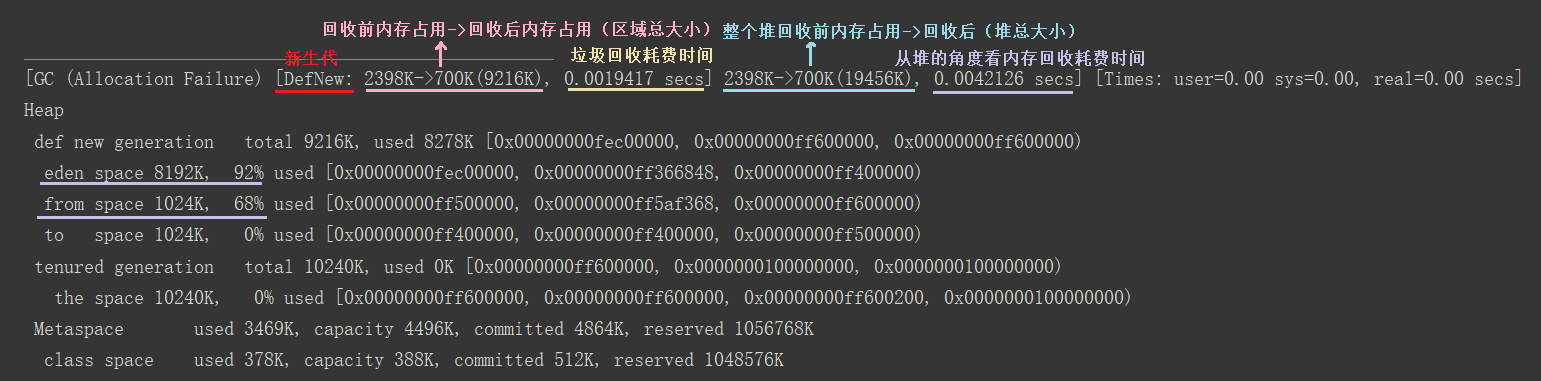 回收前内存占用->回收后内存占用（区域总大小） 整个堆回收前内存占用->回收后（堆总大小）
新生代 垃圾回收耗费时间 从堆的角度看内存回收耗费时间
[GC (Allocation Failure) [DefNew: 2398K->700K(9216K), 0.0019417 secs] 2398K->700K(19456K), 0.0042126 secs] [Times: user=0.00 sys=0.00, real=0.00 secs]
Heap
def new generation   total 9216K, used 8278K [0x00000000fec00000, 0x00000000ff600000, 0x00000000ff600000)
eden space 8192K,  92% used [0x00000000fec00000, 0x00000000ff366848, 0x00000000ff400000)
from space 1024K,  68% used [0x00000000ff500000, 0x00000000ff5af368, 0x00000000ff600000)
to   space 1024K,   0% used [0x00000000ff400000, 0x00000000ff400000, 0x00000000ff500000)
tenured generation   total 10240K, used 0K [0x00000000ff600000, 0x0000000100000000, 0x0000000100000000)
the space 10240K,   0% used [0x00000000ff600000, 0x00000000ff600000, 0x00000000ff600200, 0x0000000100000000)
Metaspace       used 3469K, capacity 4496K, committed 4864K, reserved 1056768K
class space    used 378K, capacity 388K, committed 512K, reserved 1048576K